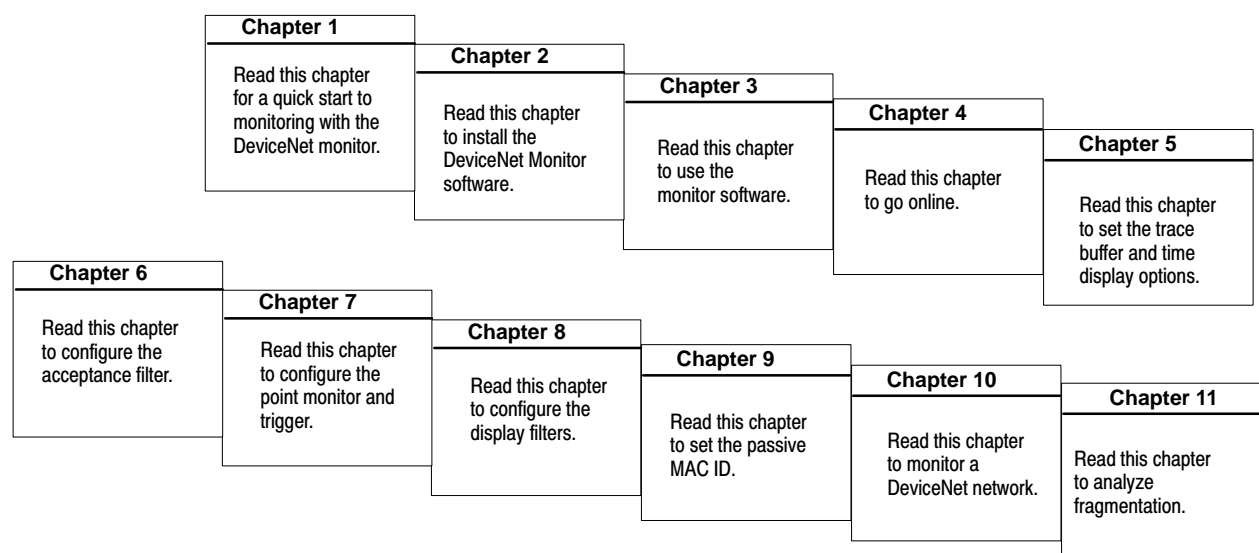 Chapter 1
Read this chapter
for a quick start to
monitoring with the
DeviceNet monitor.
Chapter 2
Read this chapter
to install the
DeviceNet Monitor
software.
Chapter 3
Read this chapter
to use the
monitor software.
Chapter 4
Read this chapter
to go online.
Chapter 5
Read this chapter
to set the trace
buffer and time
display options.
Chapter 6
Read this chapter
to configure the
acceptance filter.
Chapter 7
Read this chapter
to configure the
point monitor and
trigger.
Chapter 8
Read this chapter
to configure the
display filters.
Chapter 9
Read this chapter
to set the passive
MAC ID.
Chapter 10
Read this chapter
to monitor a
DeviceNet network.
Chapter 11
Read this chapter
to analyze
fragmentation.